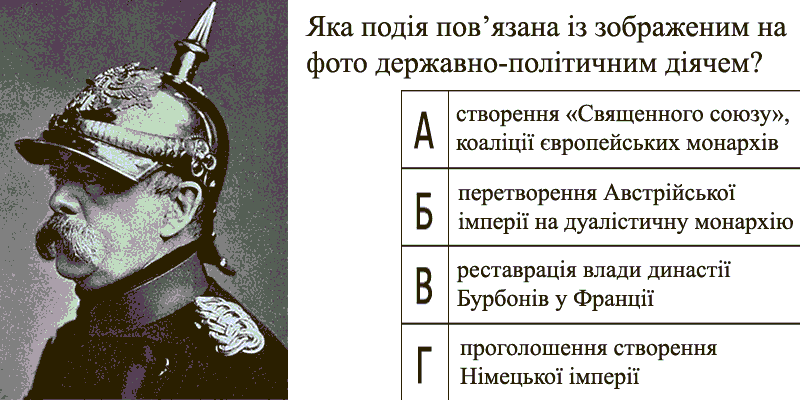 Яка подія пов’язана із зображеним на
фото державно-політичним діячем?
А
створення «Священного союзу»,
коаліції європейських монархів
Б
перетворення Австрійської
імперії на дуалістичну монархію
В
реставрація влади династії
Бурбонів у Франції
Г
проголошення створення
Німецької імперії